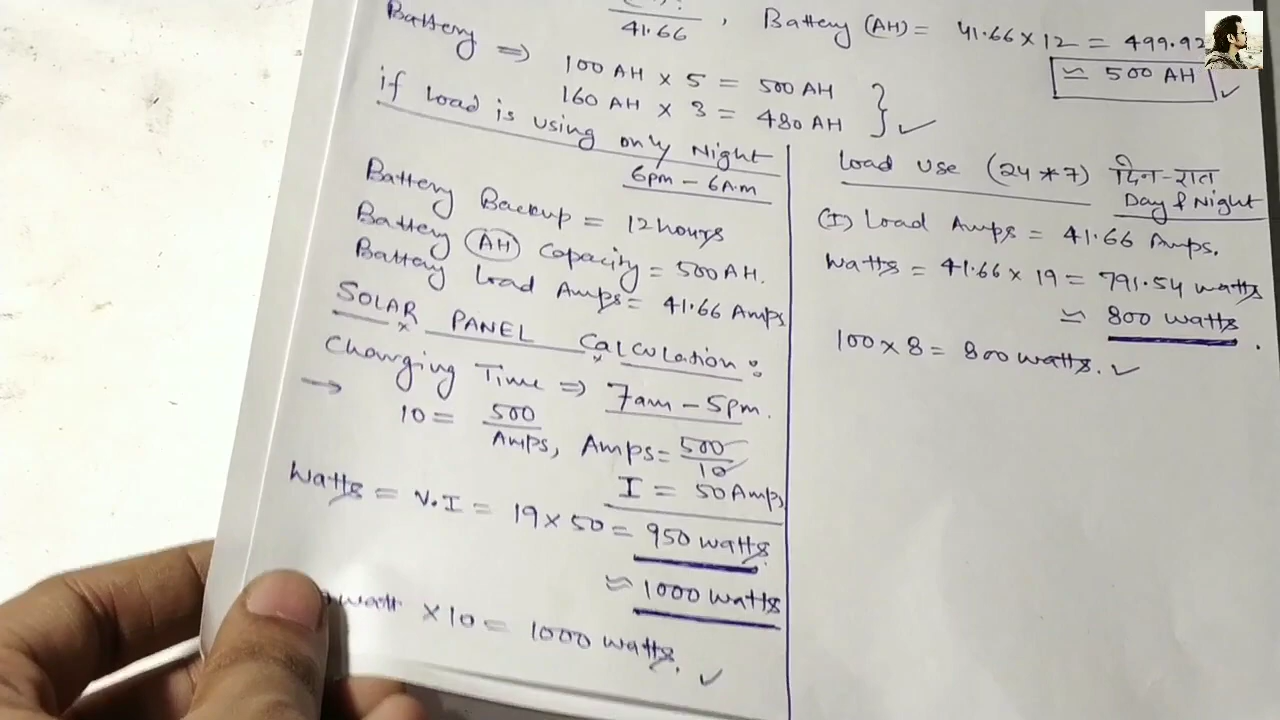 41.66 , Battery (AH) = 41.66 × 12 = 499.92
≃ 500 AH
Battery ⇒ 100 AH × 5 = 500 AH
160 AH × 3 = 480 AH
if Load is using only Night
6pm - 6A.m
Battery Backup = 12 hours
Battery (AH) Capacity = 500 AH.
Battery Load Amps = 41.66 Amps
SOLAR PANEL Calculation :
Charging Time ⇒ 7am - 5pm.
→ 10 = 500 / Amps, Amps = 500 / 10
I = 50 Amps
Watts = V.I = 19 × 50 = 950 watts.
≃ 1000 watts
watt × 10 = 1000 watts. ✓
Load Use (24*7) दिन-रात
Day & Night
(I) Load Amps = 41.66 Amps.
Watts = 41.66 × 19 = 791.54 watts
≃ 800 watts.
100 × 8 = 800 watts. ✓